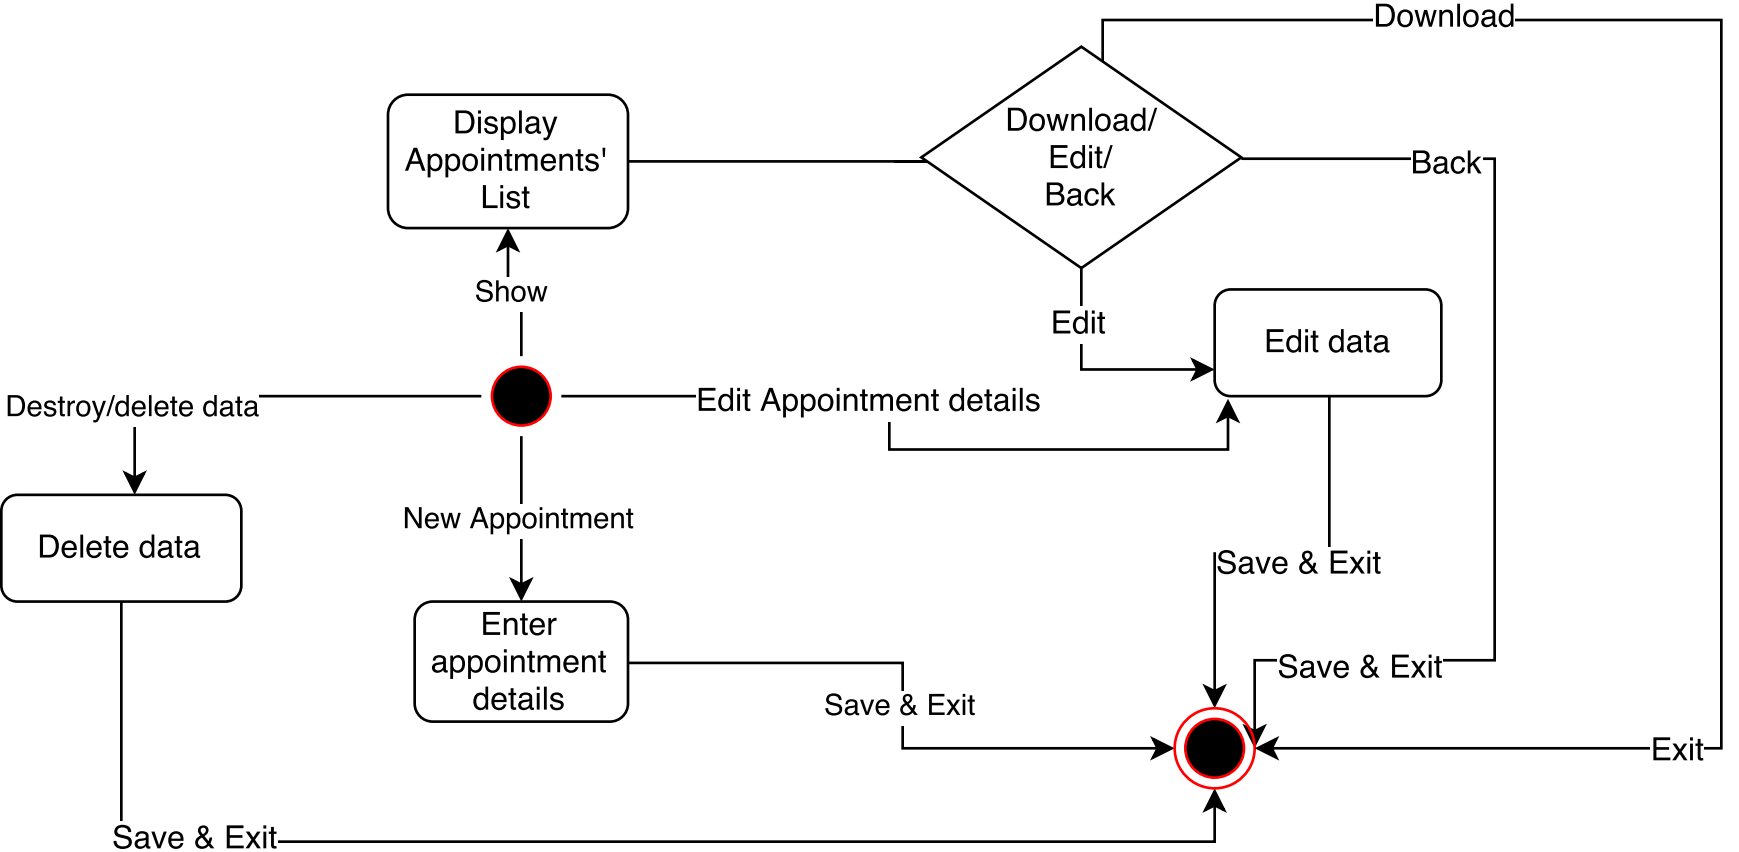 Download
Display
Appointments'
List
Download/
Edit/
Back
Back
Show
Edit
Edit data
Destroy/delete data
Edit Appointment details
New Appointment
Delete data
Save & Exit
Enter
appointment
details
Save & Exit
Save & Exit
Exit
Save & Exit